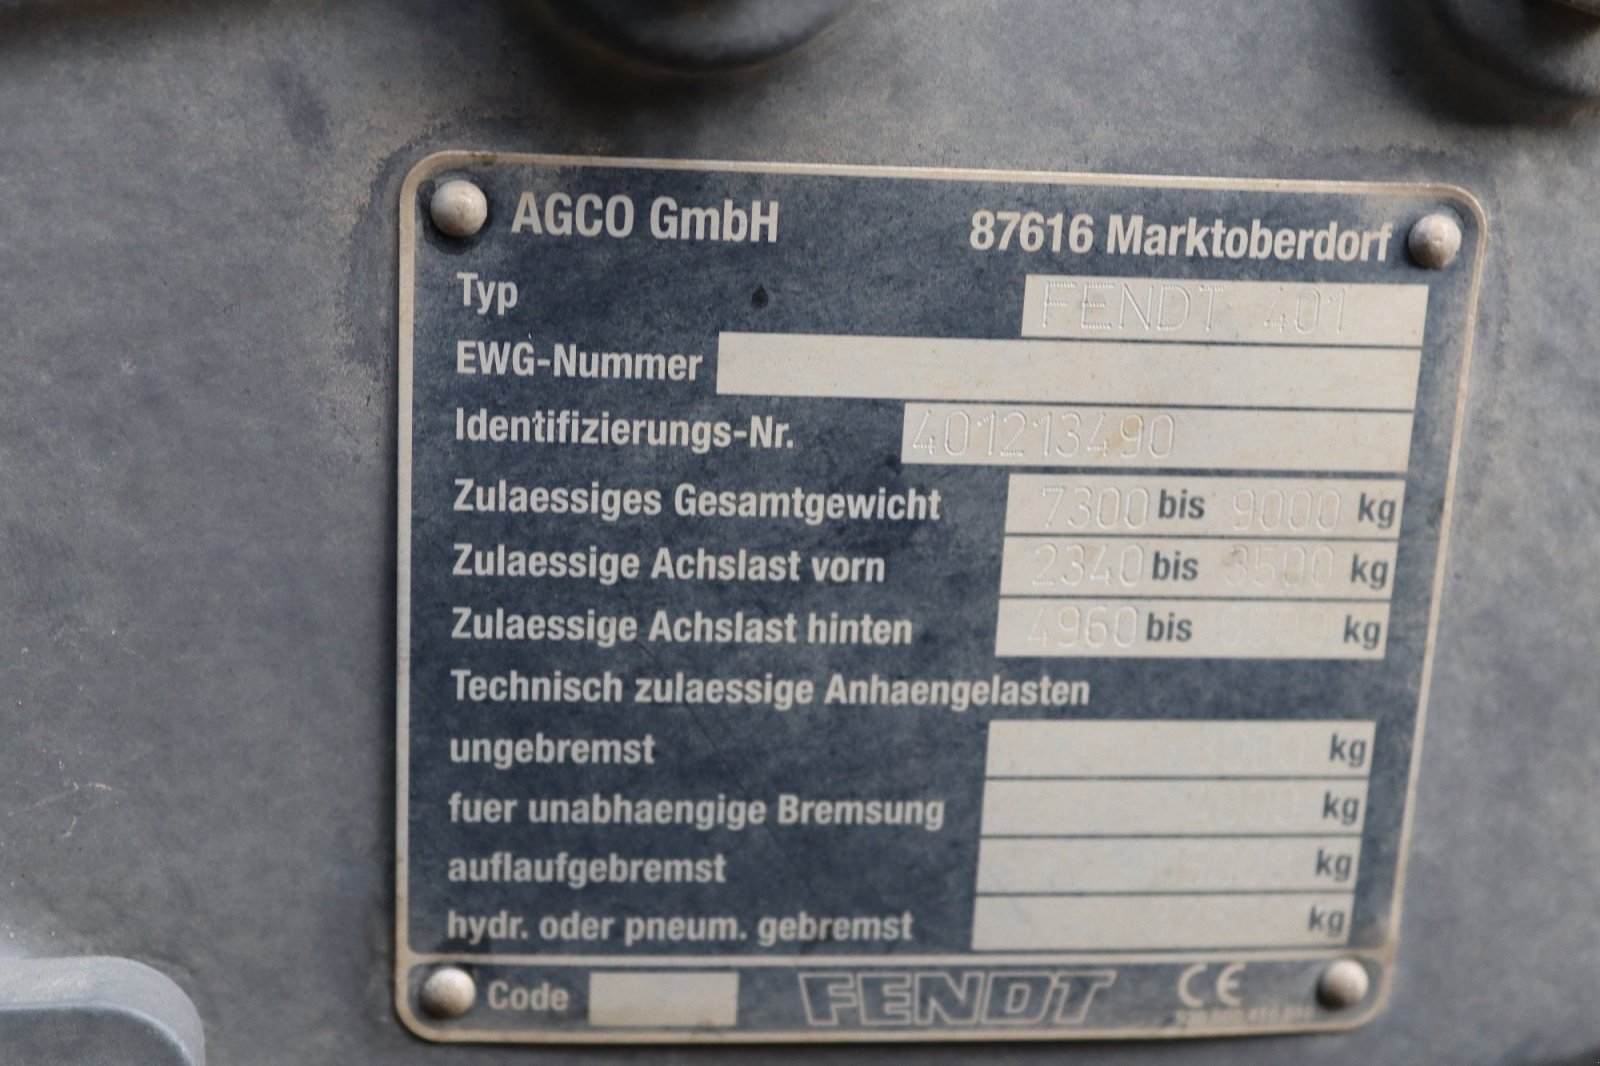 AGCO GmbH 87616 Marktoberdorf
Typ FENDT 401
EWG-Nummer
Identifizierungs-Nr. 401213490
Zulaessiges Gesamtgewicht 7300 bis 9000 kg
Zulaessige Achslast vorn 2340 bis 3500 kg
Zulaessige Achslast hinten 4960 bis kg
Technisch zulaessige Anhaengelasten
ungebremst kg
fuer unabhaengige Bremsung kg
auflaufgebremst kg
hydr. oder pneum. gebremst kg
Code FENDT CE